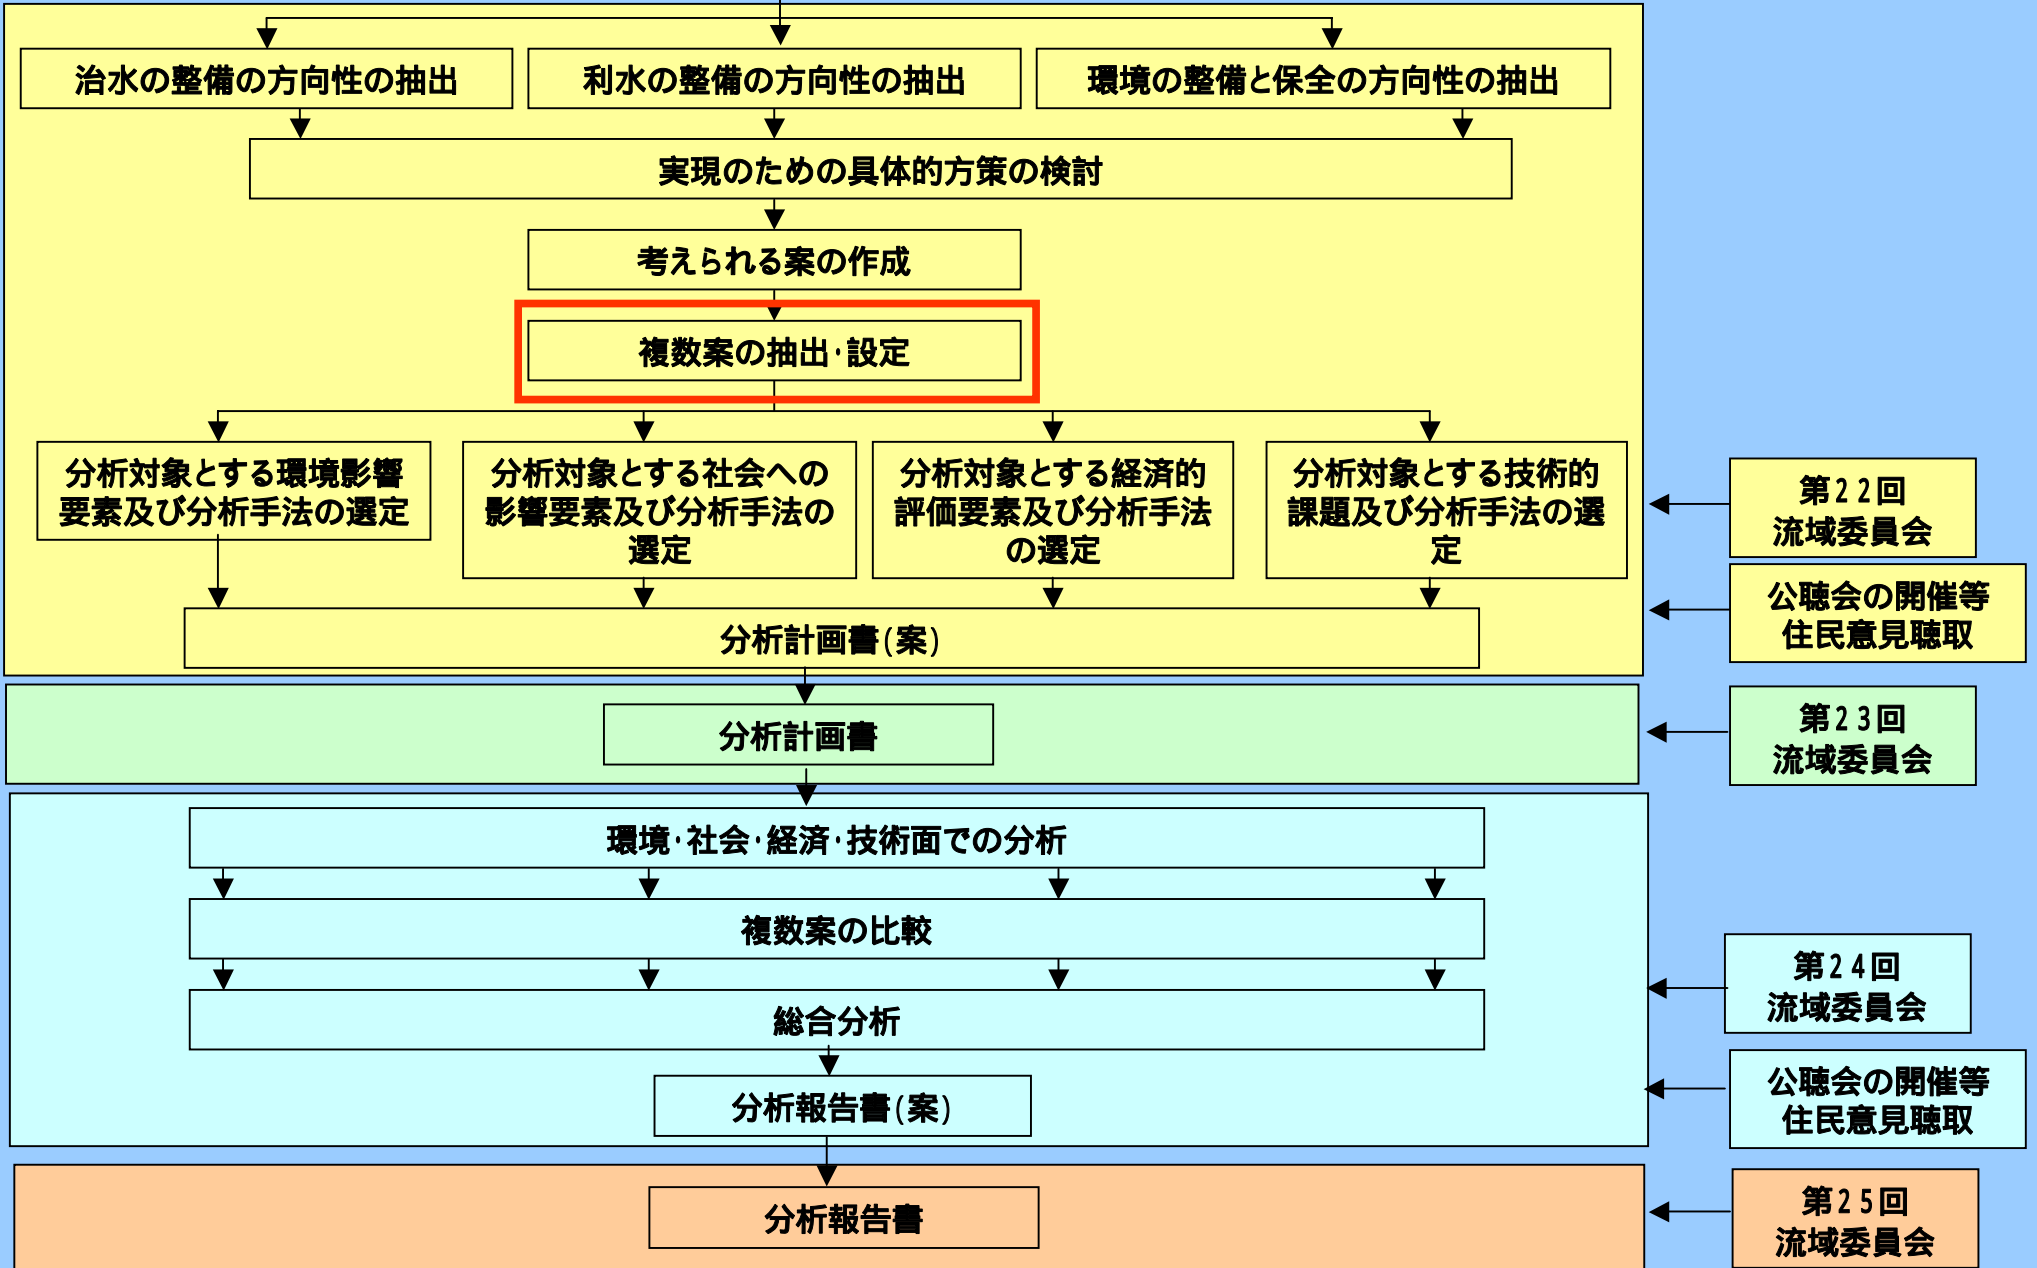 治水の整備の方向性の抽出
利水の整備の方向性の抽出
環境の整備と保全の方向性の抽出
実現のための具体的方策の検討
考えられる案の作成
複数案の抽出・設定
分析対象とする環境影響
要素及び分析手法の選定
分析対象とする社会への
影響要素及び分析手法の
選定
分析対象とする経済的
評価要素及び分析手法
の選定
分析対象とする技術的
課題及び分析手法の選
定
第22回
流域委員会
公聴会の開催等
住民意見聴取
分析計画書(案)
分析計画書
第23回
流域委員会
環境・社会・経済・技術面での分析
複数案の比較
総合分析
第24回
流域委員会
分析報告書(案)
公聴会の開催等
住民意見聴取
分析報告書
第25回
流域委員会